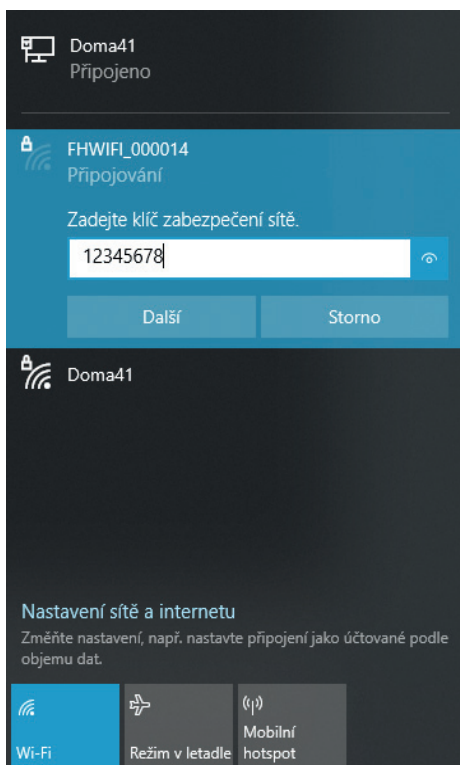 Doma41
Připojeno
FHWIFI_000014
Připojování
Zadejte klíč zabezpečení sítě.
12345678
Další Storno
Doma41
Nastavení sítě a internetu
Změňte nastavení, např. nastavte připojení jako účtované podle
objemu dat.
Mobilní
Wi-Fi Režim v letadle hotspot